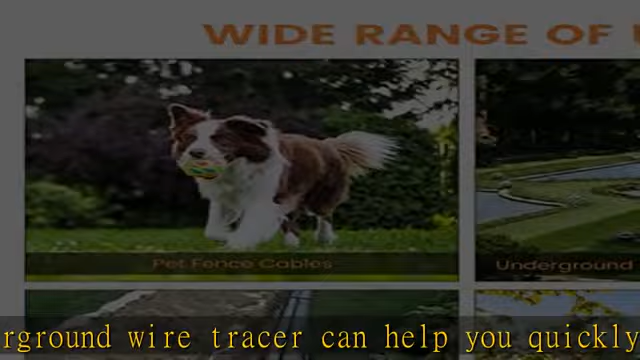 WIDE RANGE OF
Pet Fence Cables
Underground
rground wire tracer can help you quickly